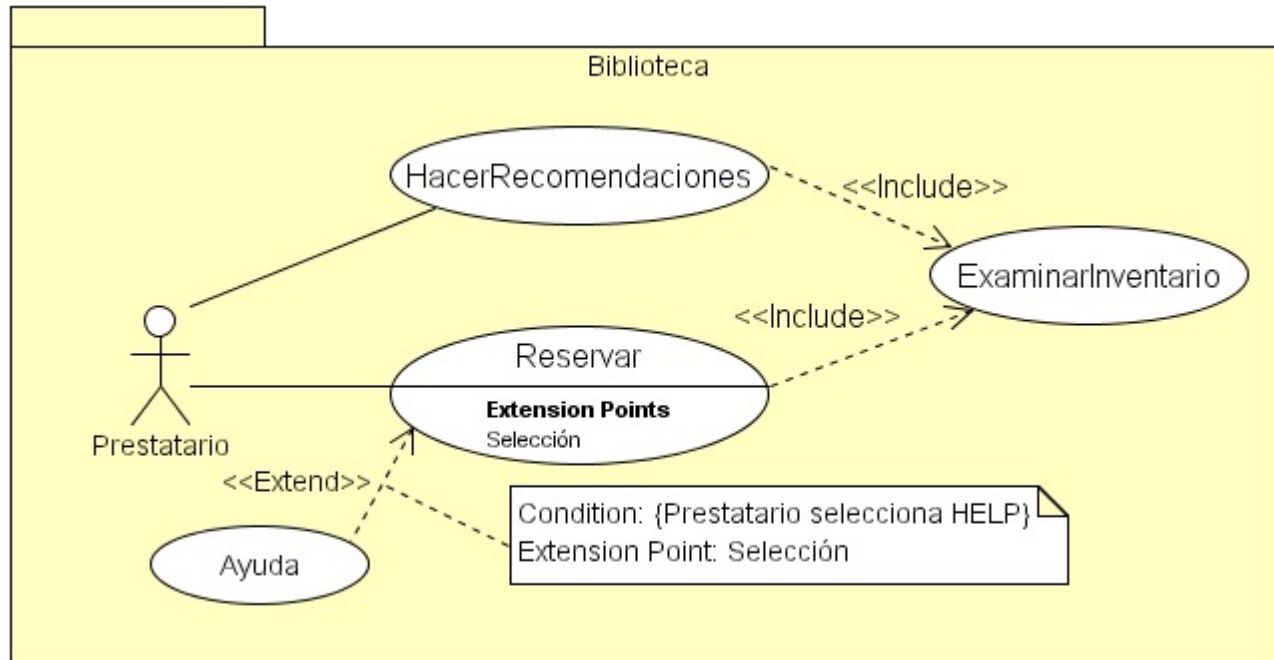 Biblioteca
HacerRecomendaciones
<<Include>>
ExaminarInventario
<<Include>>
Reservar
Extension Points
Selección
Prestatario
<<Extend>>
Condition: {Prestatario selecciona HELP}
Extension Point: Selección
Ayuda